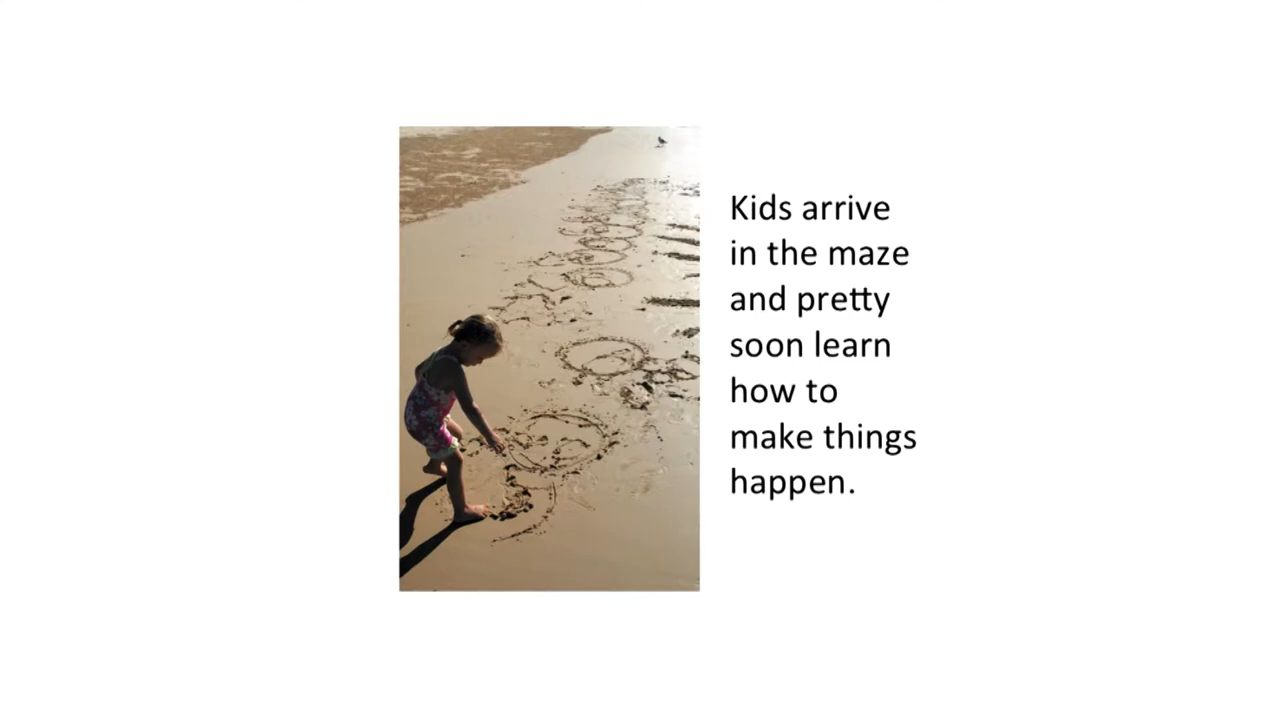 Kids arrive
in the maze
and pretty
soon learn
how to
make things
happen.